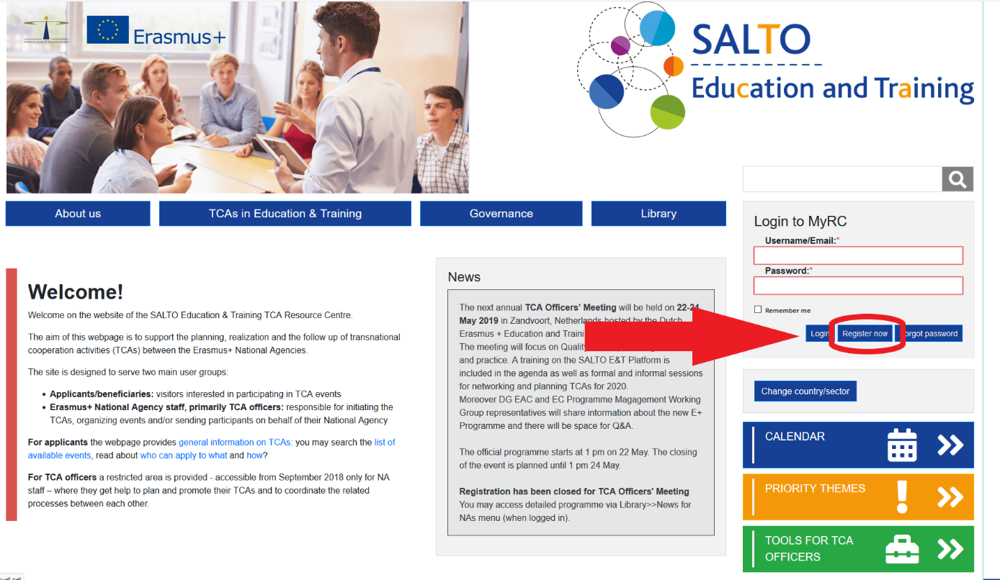 TEMPUS PUBLIC FOUNDATION
Erasmus+
SALTO
Education and Training
About us
TCAs in Education & Training
Governance
Library
Login to MyRC
Username/Email:*
Password:*
Remember me
Login
Register now
orgot password
Welcome!
Welcome on the website of the SALTO Education & Training TCA Resource Centre.
The aim of this webpage is to support the planning, realization and the follow up of transnational
cooperation activities (TCAs) between the Erasmus+ National Agencies.
The site is designed to serve two main user groups:
• Applicants/beneficiaries: visitors interested in participating in TCA events
• Erasmus+ National Agency staff, primarily TCA officers: responsible for initiating the
TCAs, organizing events and/or sending participants on behalf of their National Agency
For applicants the webpage provides general information on TCAs: you may search the list of
available events, read about who can apply to what and how?
For TCA officers a restricted area is provided - accessible from September 2018 only for NA
staff – where they get help to plan and promote their TCAs and to coordinate the related
processes between each other.
News
The next annual TCA Officers' Meeting will be held on 22-24
May 2019 in Zandvoort, Netherlands hosted by the Dutch
Erasmus + Education and Traini
The meeting will focus on Quality
and practice. A training on the SALTO E&T Platform is
included in the agenda as well as formal and informal sessions
for networking and planning TCAs for 2020.
Moreover DG EAC and EC Programme Magagement Working
Group representatives will share information about the new E+
Programme and there will be space for Q&A.
The official programme starts at 1 pm on 22 May. The closing
of the event is planned until 1 pm 24 May.
Registration has been closed for TCA Officers' Meeting
You may access detailed programme via Library>>News for
NAs menu (when logged in).
Change country/sector
CALENDAR
PRIORITY THEMES
TOOLS FOR TCA
OFFICERS